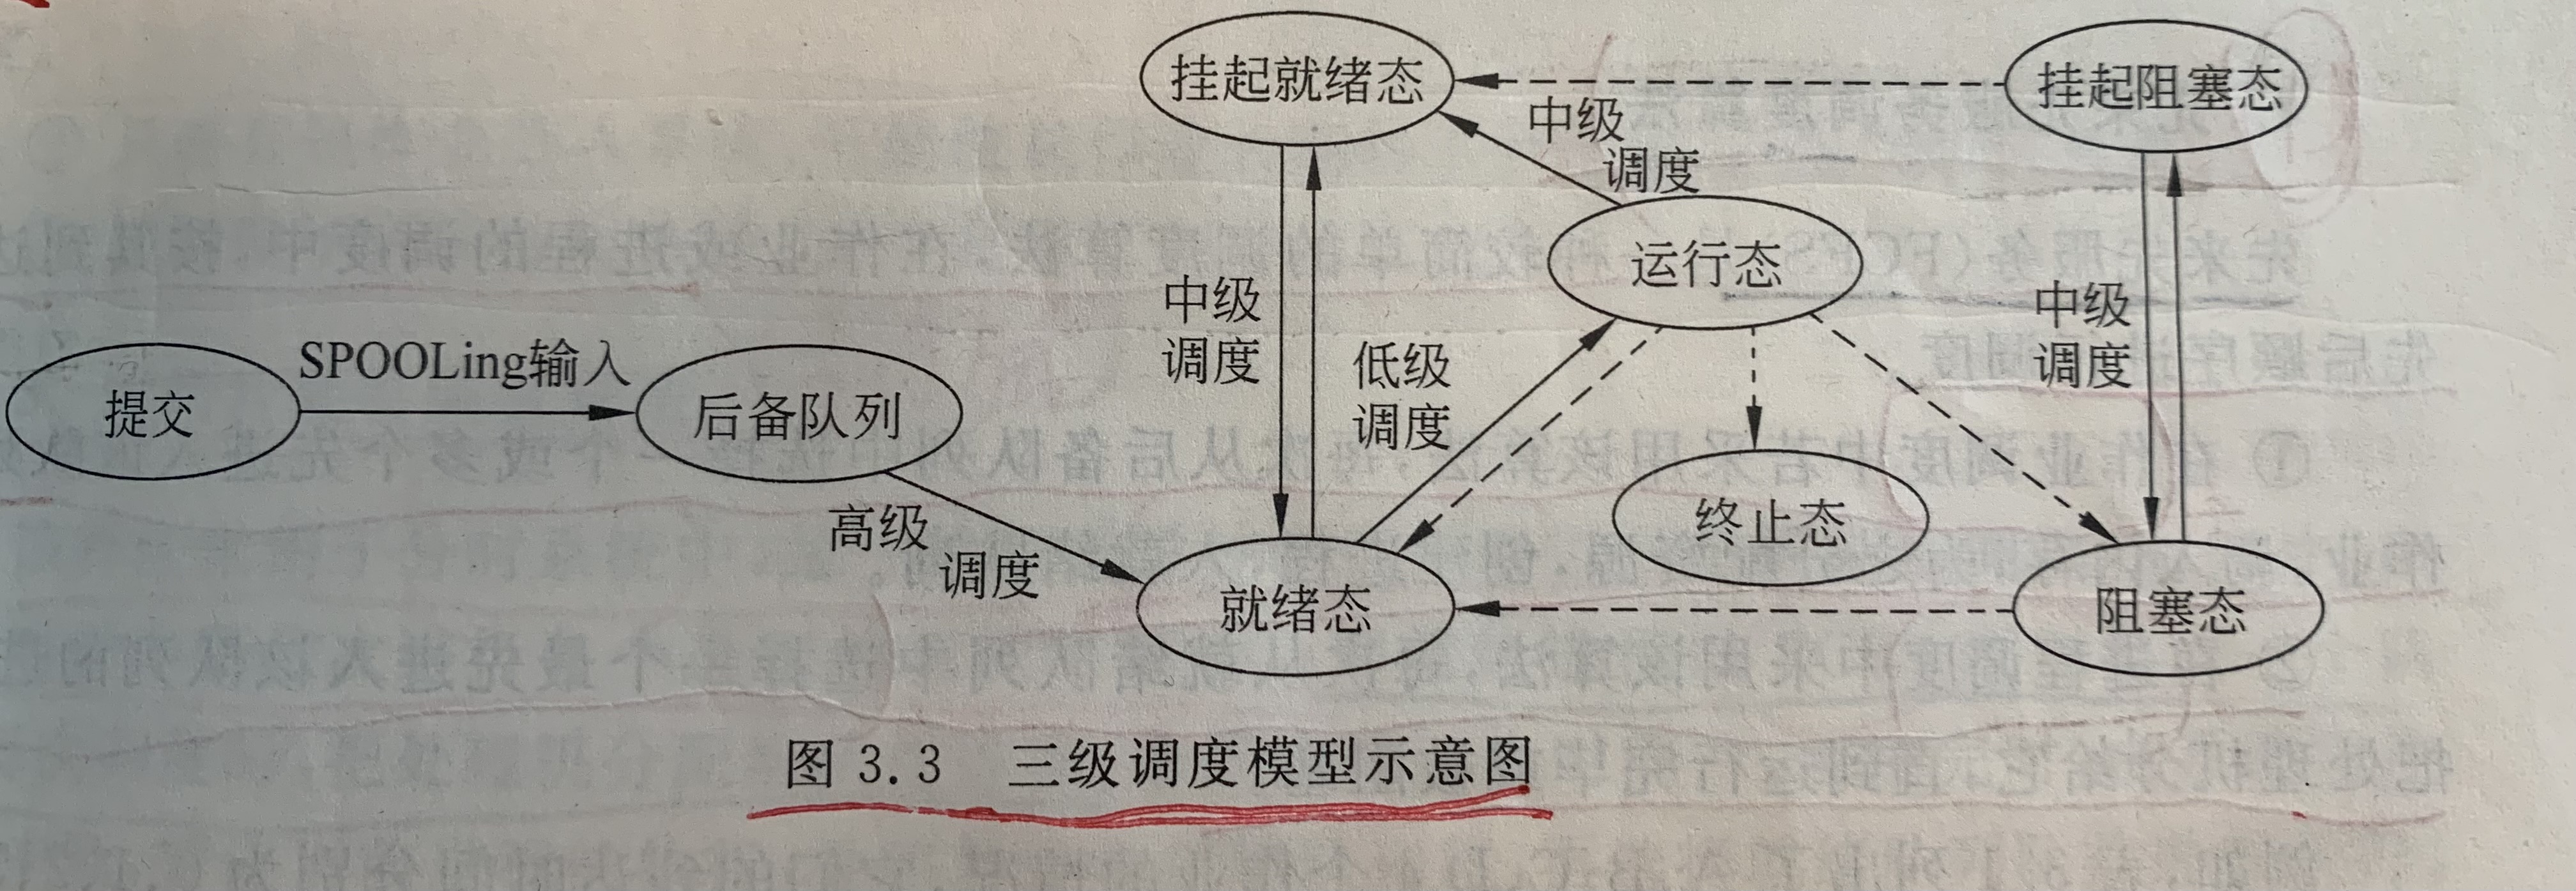 挂起就绪态
挂起阻塞态
中级
调度
运行态
中级
调度
低级
调度
中级
调度
SPOOLing输入
提交
后备队列
高级
调度
终止态
就绪态
阻塞态
图 3.3 三级调度模型示意图